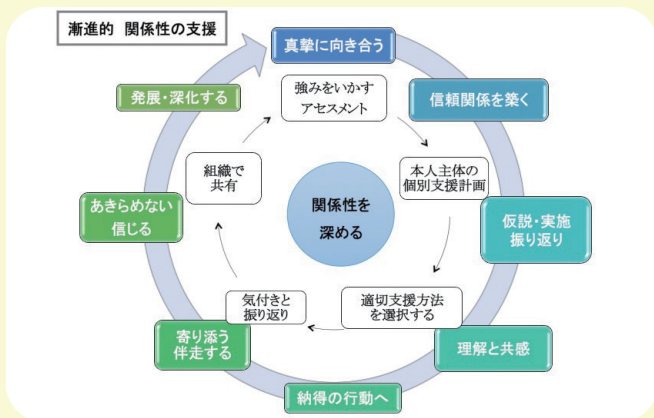 漸進的 関係性の支援
真摯に向き合う
信頼関係を築く
仮説・実施
振り返り
理解と共感
納得の行動へ
寄り添う
伴走する
あきらめない
信じる
発展・深化する
強みをいかす
アセスメント
本人主体の
個別支援計画
適切支援方法
を選択する
気付きと
振り返り
組織で
共有
関係性を
深める